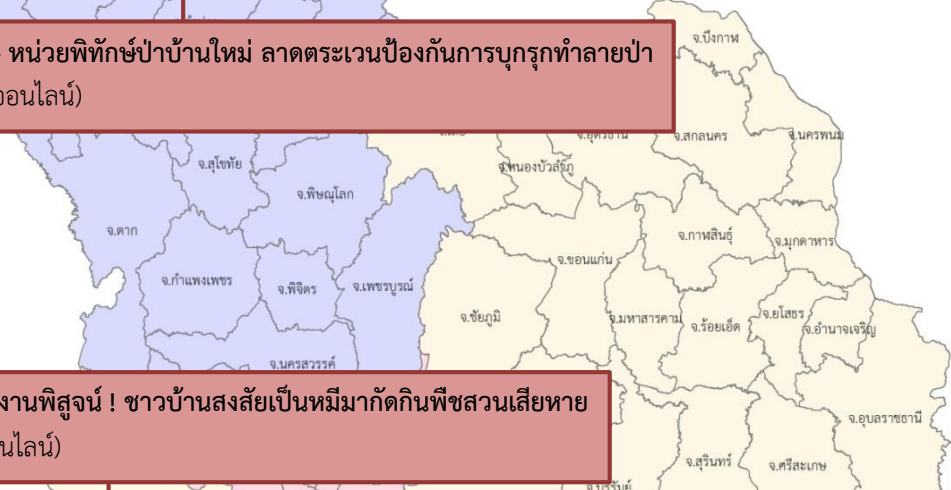 หน่วยพิทักษ์ป่าบ้านใหม่ ลาดตระเวนป้องกันการบุกรุกทำลายป่า
ออนไลน์)
จ.บึงกาฬ
จ.อุดรธานี
จ.สกลนคร
จ.นครพนม
จ.สุโขทัย
จ.หนองบัวลำภู
จ.พิษณุโลก
จ.ตาก
จ.กาฬสินธุ์
จ.มุกดาหาร
จ.ขอนแก่น
จ.กำแพงเพชร
จ.พิจิตร
จ.เพชรบูรณ์
จ.ชัยภูมิ
จ.มหาสารคาม
จ.ร้อยเอ็ด
จ.ยโสธร
จ.อำนาจเจริญ
จ.นครสวรรค์
งานพิสูจน์ ! ชาวบ้านสงสัยเป็นหมีมากัดกินพืชสวนเสียหาย
นไลน์)
จ.อุบลราชธานี
จ.สุรินทร์
จ.ศรีสะเกษ
จ.บุรีรัมย์